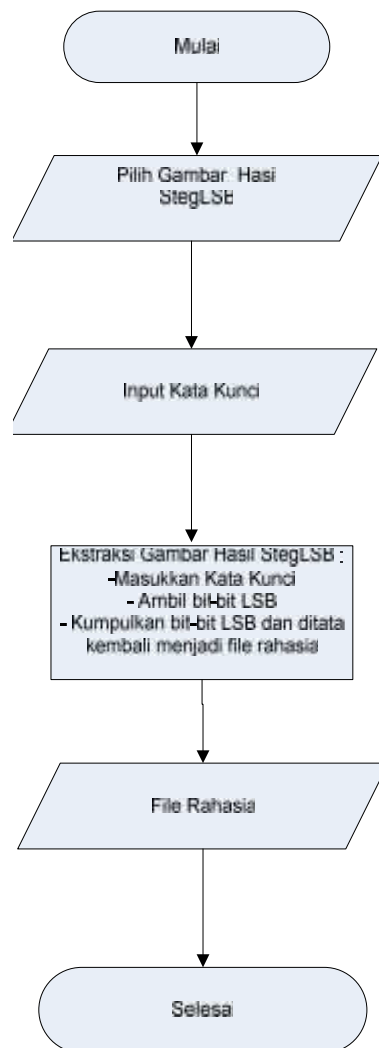 Mulai
Pilih Gambar Hasi
StegLSB
Input Kata Kunci
Ekstraksi Gambar Hasil StegLSB :
-Masukkan Kata Kunci
- Ambil bit-bit LSB
- Kumpulkan bit-bit LSB dan ditata
kembali menjadi file rahasia
File Rahasia
Selesai